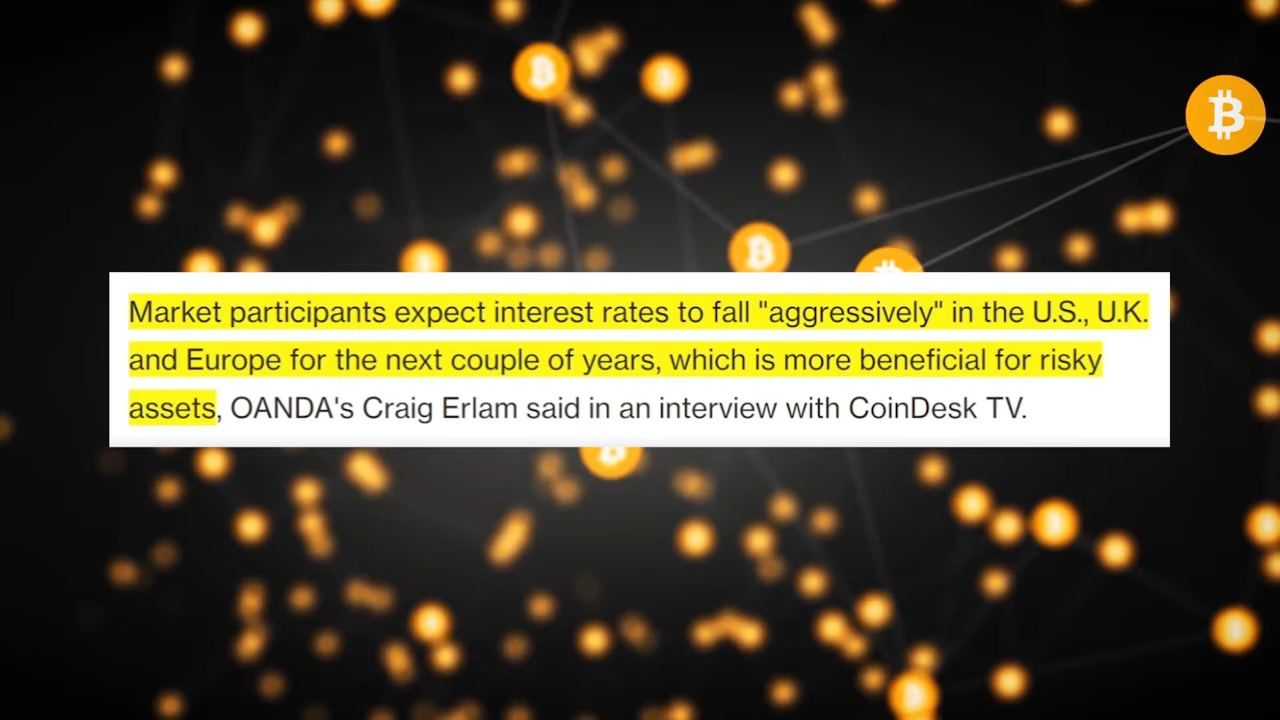 Market participants expect interest rates to fall "aggressively" in the U.S., U.K.
and Europe for the next couple of years, which is more beneficial for risky
assets, OANDA's Craig Erlam said in an interview with CoinDesk TV.